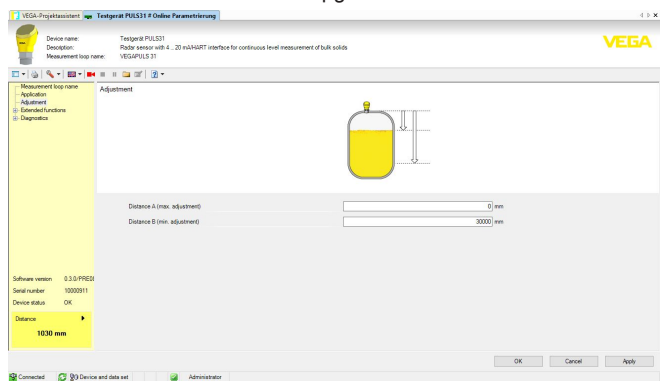 VEGA-Projektassistent
Testgerät PULS31 # Online Parametrierung
Device name: Testgerät PULS31
Description: Radar sensor with 4 .. 20 mA/HART interface for continuous level measurement of bulk solids
Measurement loop name: VEGAPULS 31
VEGA
Measurement loop name
Application
Adjustment
Extended functions
Diagnostics
Adjustment
Distance A (max. adjustment) 0 mm
Distance B (min. adjustment) 30000 mm
Software version 0.3.0/PRE0
Serial number 10000911
Device status OK
Distance
1030 mm
OK Cancel Apply
Connected Device and data set Administrator